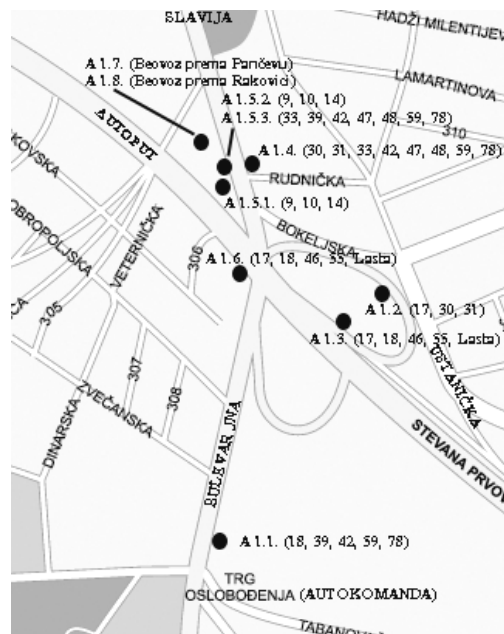 SLAVIJA
HADŽI MILENTIJEV
A 1.7. (Beovoz prema Pančevu)
A 1.8. (Beovoz prema Rakovici)
LAMARTINOVA
A 1.5.2. (9, 10, 14)
A 1.5.3. (33, 39, 42, 47, 48, 59, 78)
310
AUTOPUT
A 1.4. (30, 31, 33, 42, 47, 48, 59, 78)
KOVSKA
RUDNIČKA
A 1.5.1. (9, 10, 14)
OBROPOLJSKA
VETERNIČKA
BOKELJSKA
306
A 1.6. (17, 18, 46, 55, Lasta)
A 1.2. (17, 30, 31)
305
A 1.3. (17, 18, 46, 55, Lasta)
USTANIČKA
307
308
ZVEČANSKA
DINARSKA
BULEVAR JNA
STEVANA PRVOV
A 1.1. (18, 39, 42, 59, 78)
TRG
OSLOBOĐENJA (AUTOKOMANDA)
TABANOV